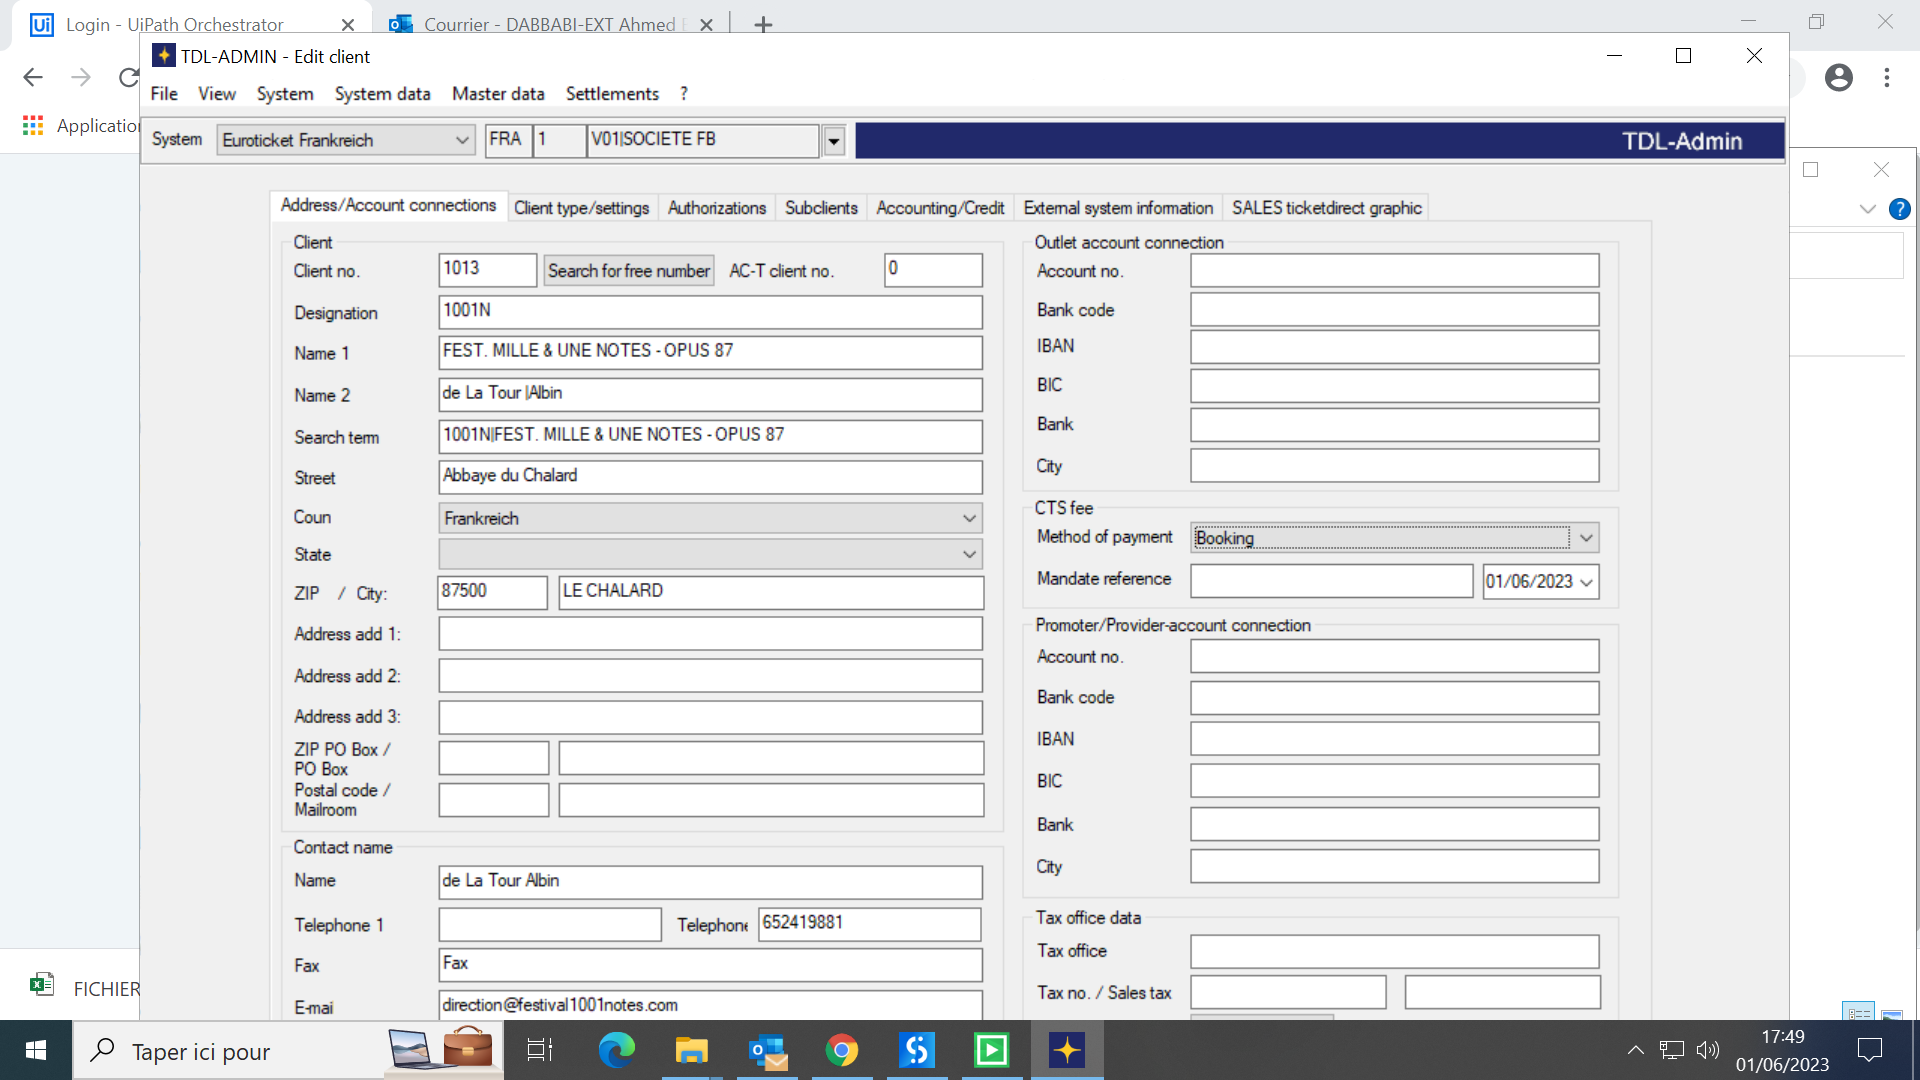 Login - UiPath Orchestrator
Courrier - DABBABI-EXT Ahmed
TDL-ADMIN - Edit client
File View System System data Master data Settlements ?
Application
System Euroticket Frankreich FRA 1 V01|SOCIETE FB TDL-Admin
Address/Account connections Client type/settings Authorizations Subclients Accounting/Credit External system information SALES ticketdirect graphic
Client
Client no. 1013 Search for free number AC-T client no. 0
Designation 1001N
Name 1 FEST. MILLE & UNE NOTES - OPUS 87
Name 2 de La Tour |Albin
Search term 1001N|FEST. MILLE & UNE NOTES - OPUS 87
Street Abbaye du Chalard
Coun Frankreich
State
ZIP / City: 87500 LE CHALARD
Address add 1:
Address add 2:
Address add 3:
ZIP PO Box /
PO Box
Postal code /
Mailroom
Contact name
Name de La Tour Albin
Telephone 1 Telephone 652419881
Fax Fax
E-mai direction@festival1001notes.com
Outlet account connection
Account no.
Bank code
IBAN
BIC
Bank
City
CTS fee
Method of payment Booking
Mandate reference 01/06/2023
Promoter/Provider-account connection
Account no.
Bank code
IBAN
BIC
Bank
City
Tax office data
Tax office
Tax no. / Sales tax
FICHIER
Taper ici pour
17:49
01/06/2023